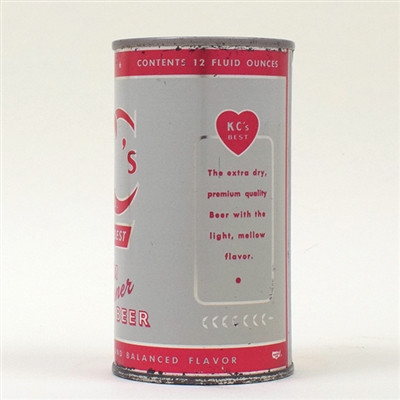 CONTENTS 12 FLUID OUNCES
C's
BEST
BEER
BALANCED FLAVOR
KC's
BEST
The extra dry,
premium quality
Beer with the
light, mellow
flavor.